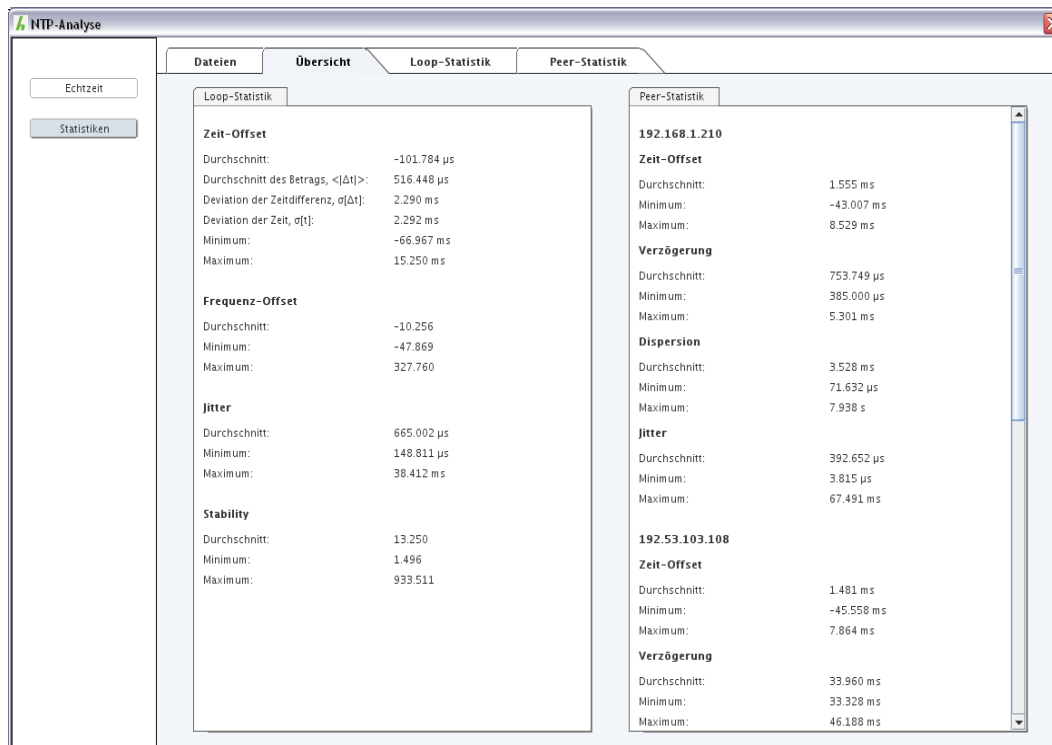 NTP-Analyse
Echtzeit
Statistiken
Dateien Übersicht Loop-Statistik Peer-Statistik
Loop-Statistik
Zeit-Offset
Durchschnitt: -101.784 µs
Durchschnitt des Betrags, <|Δt|>: 516.448 µs
Deviation der Zeitdifferenz, σ[Δt]: 2.290 ms
Deviation der Zeit, σ[t]: 2.292 ms
Minimum: -66.967 ms
Maximum: 15.250 ms
Frequenz-Offset
Durchschnitt: -10.256
Minimum: -47.869
Maximum: 327.760
Jitter
Durchschnitt: 665.002 µs
Minimum: 148.811 µs
Maximum: 38.412 ms
Stability
Durchschnitt: 13.250
Minimum: 1.496
Maximum: 933.511
Peer-Statistik
192.168.1.210
Zeit-Offset
Durchschnitt: 1.555 ms
Minimum: -43.007 ms
Maximum: 8.529 ms
Verzögerung
Durchschnitt: 753.749 µs
Minimum: 385.000 µs
Maximum: 5.301 ms
Dispersion
Durchschnitt: 3.528 ms
Minimum: 71.632 µs
Maximum: 7.938 s
Jitter
Durchschnitt: 392.652 µs
Minimum: 3.815 µs
Maximum: 67.491 ms
192.53.103.108
Zeit-Offset
Durchschnitt: 1.481 ms
Minimum: -45.558 ms
Maximum: 7.864 ms
Verzögerung
Durchschnitt: 33.960 ms
Minimum: 33.328 ms
Maximum: 46.188 ms